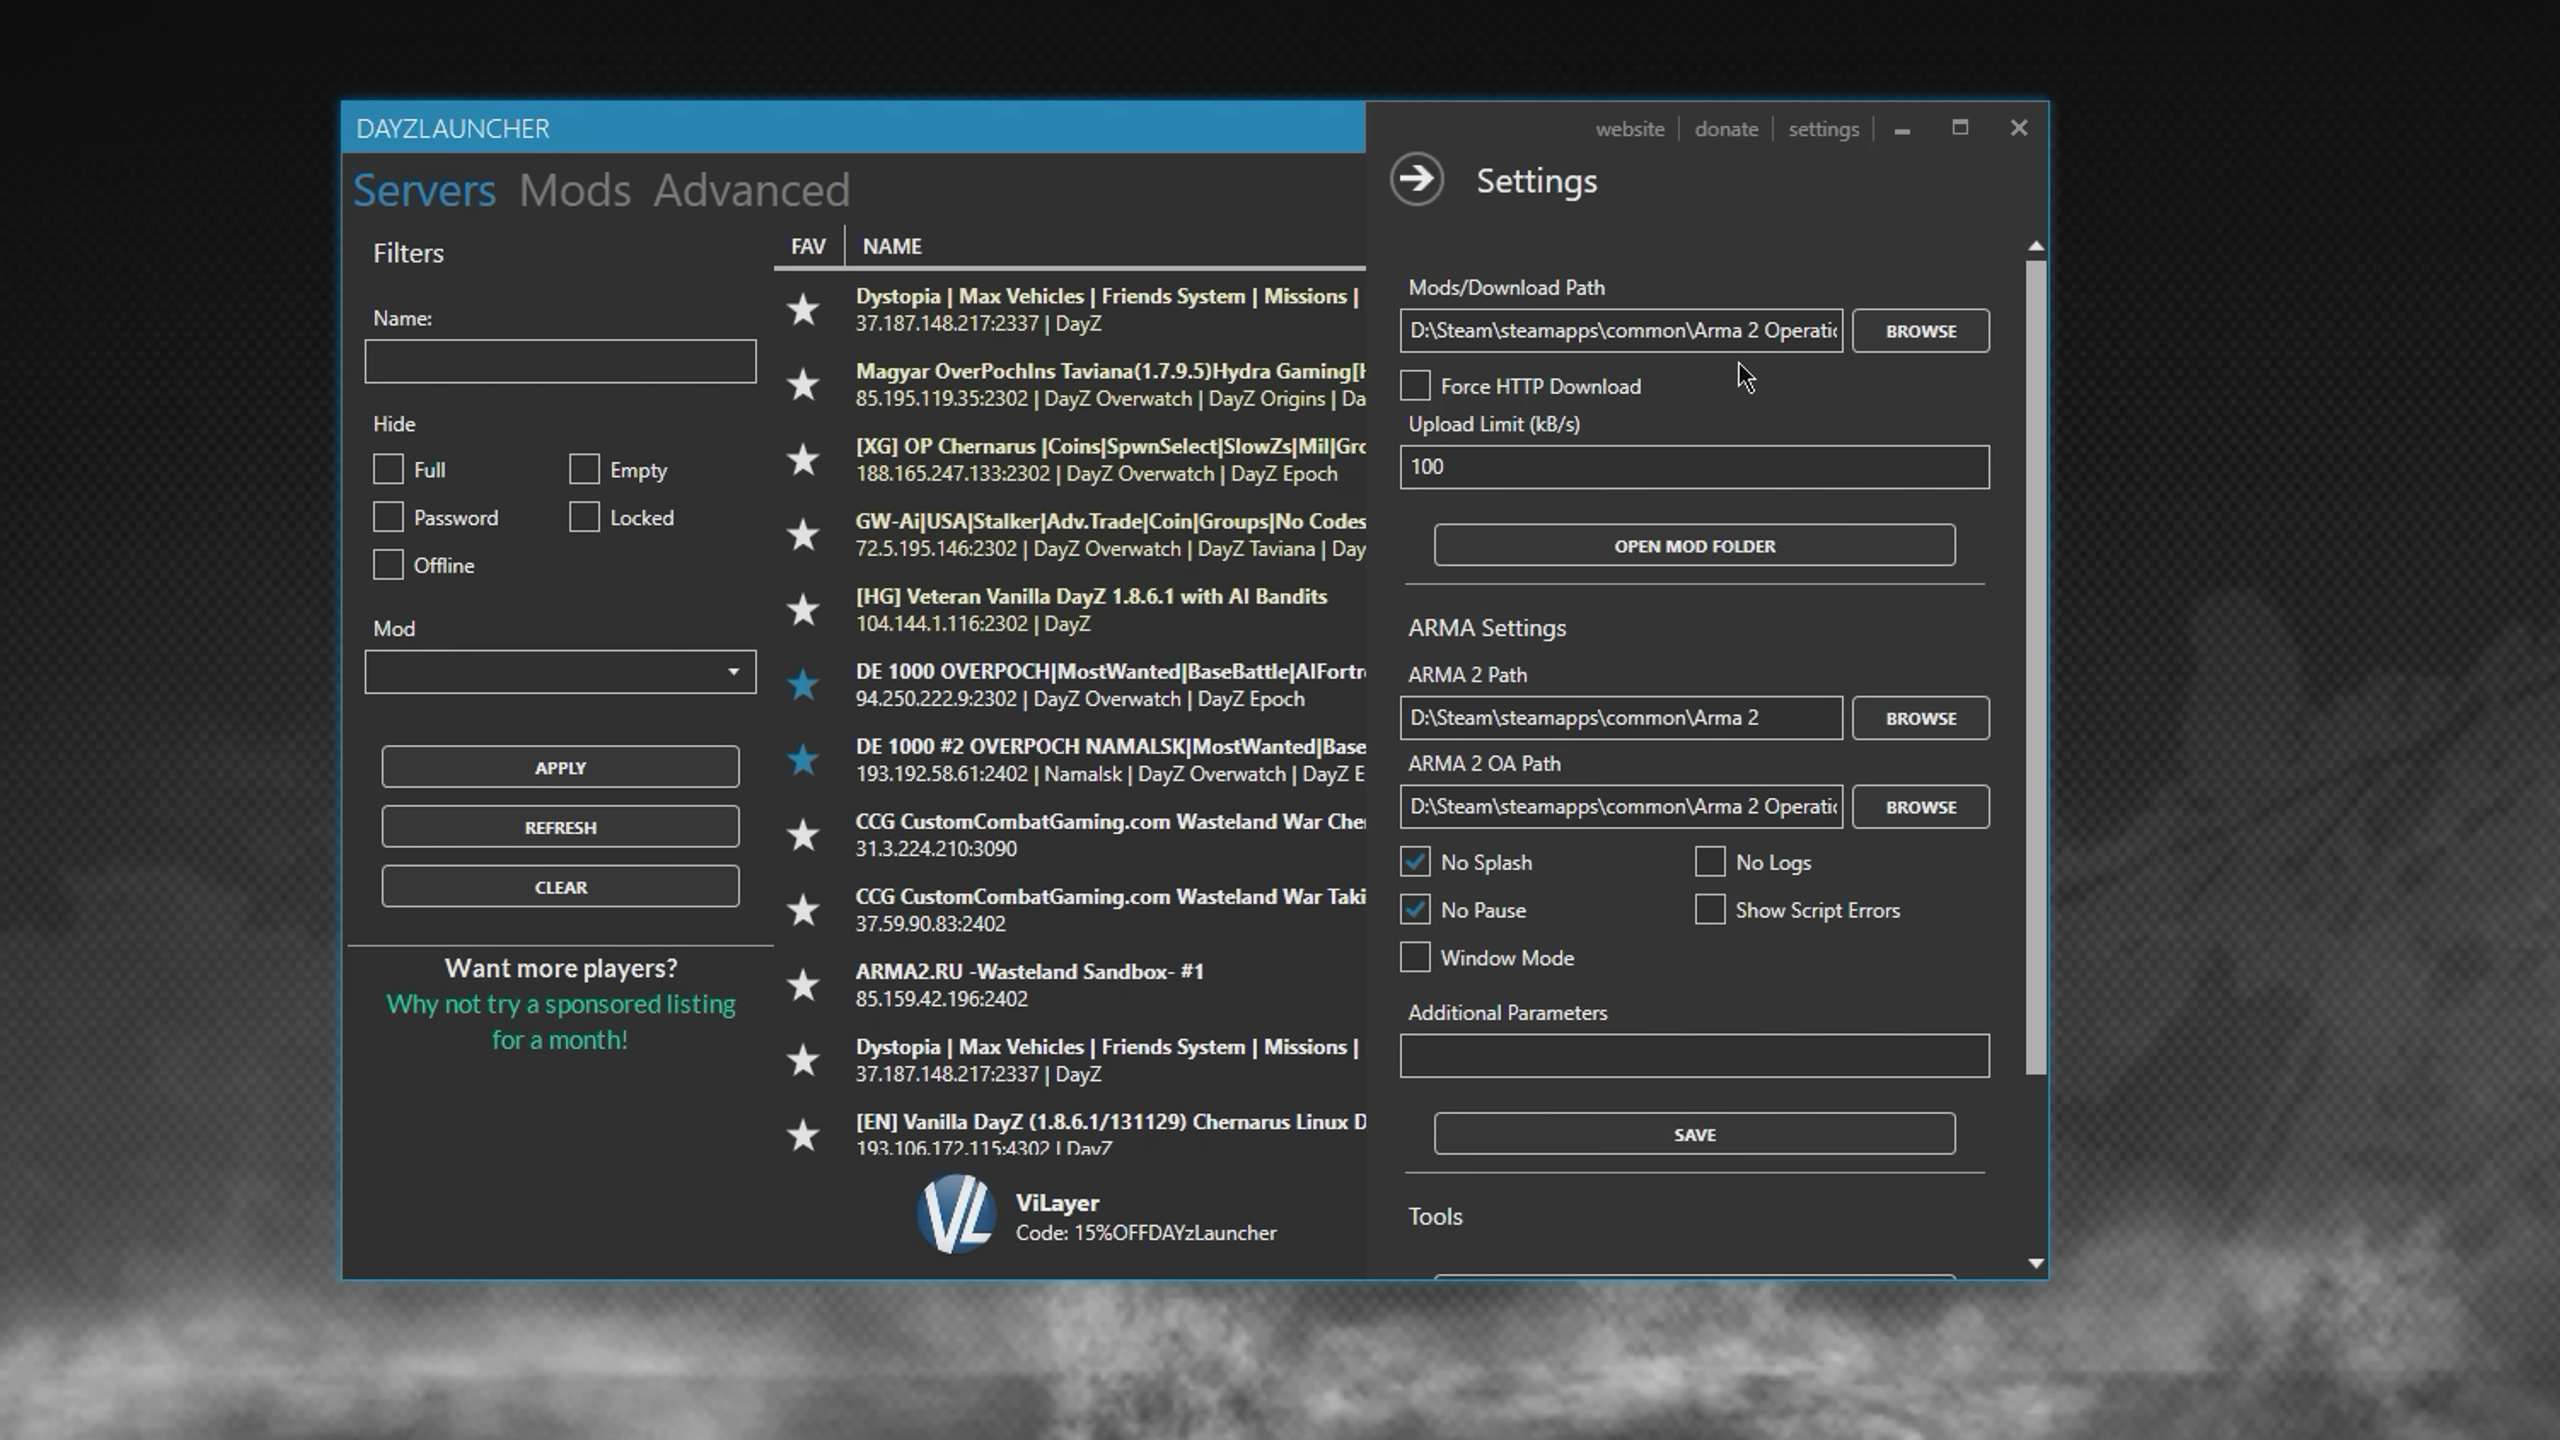 DAYZLAUNCHER
website
donate
settings
Servers
Mods
Advanced
Settings
Filters
FAV
NAME
Name:
Hide
Full
Empty
Password
Locked
Offline
Mod
APPLY
REFRESH
CLEAR
Want more players?
Why not try a sponsored listing
for a month!
Dystopia | Max Vehicles | Friends System | Missions |
37.187.148.217:2337 | DayZ
Magyar OverPochIns Taviana(1.7.9.5)Hydra Gaming[
85.195.119.35:2302 | DayZ Overwatch | DayZ Origins | Da
[XG] OP Chernarus |Coins|SpwnSelect|SlowZs|Mil|Gro
188.165.247.133:2302 | DayZ Overwatch | DayZ Epoch
GW-Ai|USA|Stalker|Adv.Trade|Coin|Groups|No Codes
72.5.195.146:2302 | DayZ Overwatch | DayZ Taviana | Day
[HG] Veteran Vanilla DayZ 1.8.6.1 with AI Bandits
104.144.1.116:2302 | DayZ
DE 1000 OVERPOCH|MostWanted|BaseBattle|AIFortr
94.250.222.9:2302 | DayZ Overwatch | DayZ Epoch
DE 1000 #2 OVERPOCH NAMALSK|MostWanted|Base
193.192.58.61:2402 | Namalsk | DayZ Overwatch | DayZ E
CCG CustomCombatGaming.com Wasteland War Cher
31.3.224.210:3090
CCG CustomCombatGaming.com Wasteland War Taki
37.59.90.83:2402
ARMA2.RU -Wasteland Sandbox- #1
85.159.42.196:2402
Dystopia | Max Vehicles | Friends System | Missions |
37.187.148.217:2337 | DayZ
[EN] Vanilla DayZ (1.8.6.1/131129) Chernarus Linux D
193.106.172.115:4302 | DayZ
VL
ViLayer
Code: 15%OFFDAYzLauncher
Mods/Download Path
D:\Steam\steamapps\common\Arma 2 Operatio
BROWSE
Force HTTP Download
Upload Limit (kB/s)
100
OPEN MOD FOLDER
ARMA Settings
ARMA 2 Path
D:\Steam\steamapps\common\Arma 2
BROWSE
ARMA 2 OA Path
D:\Steam\steamapps\common\Arma 2 Operatio
BROWSE
No Splash
No Logs
No Pause
Show Script Errors
Window Mode
Additional Parameters
SAVE
Tools